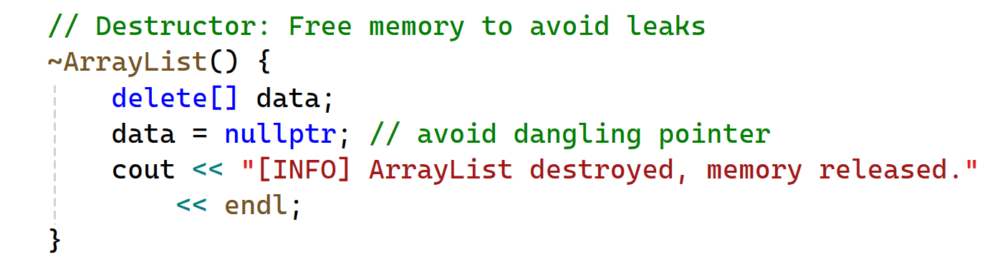 // Destructor: Free memory to avoid leaks
~ArrayList() {
    delete[] data;
    data = nullptr; // avoid dangling pointer
    cout << "[INFO] ArrayList destroyed, memory released."
        << endl;
}